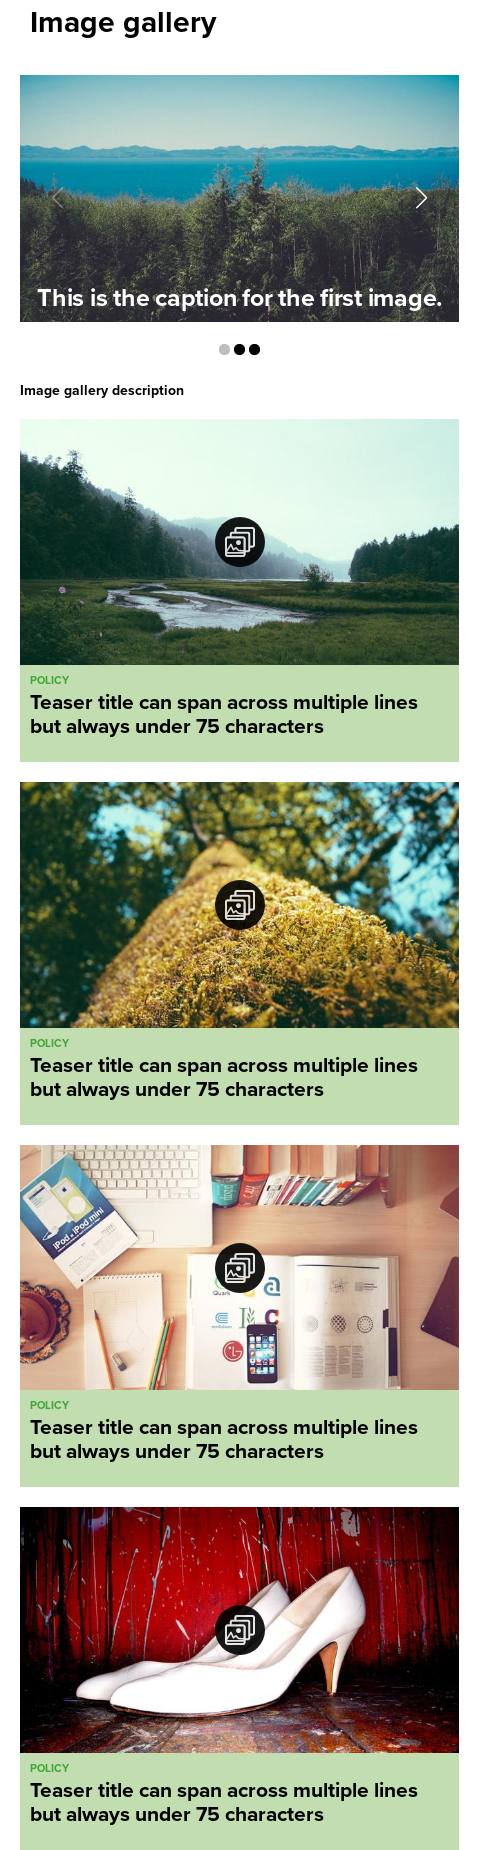 Image gallery
This is the caption for the first image.
Image gallery description
POLICY
Teaser title can span across multiple lines
but always under 75 characters
POLICY
Teaser title can span across multiple lines
but always under 75 characters
iPod + iPod mini
Quark
LG
POLICY
Teaser title can span across multiple lines
but always under 75 characters
POLICY
Teaser title can span across multiple lines
but always under 75 characters